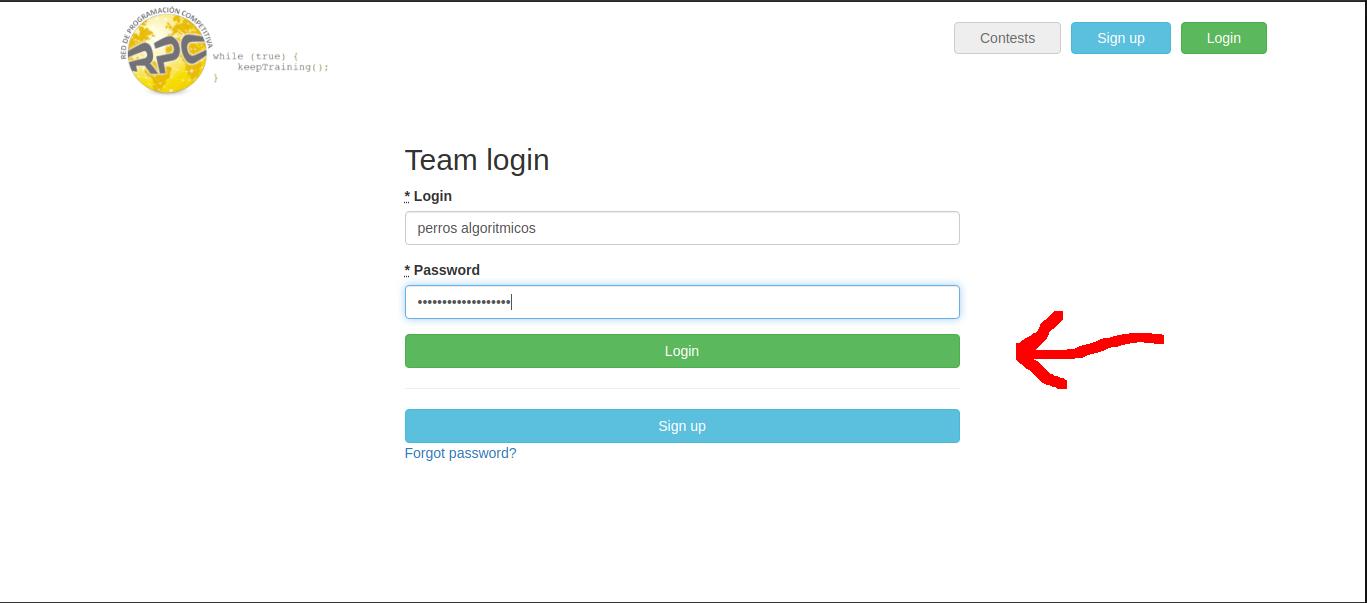 RED DE PROGRAMACIÓN COMPETITIVA
RPC
while (true) {
keepTraining();
}
Contests
Sign up
Login
Team login
* Login
perros algoritmicos
* Password
•••••••••••••••••••
Login
Sign up
Forgot password?